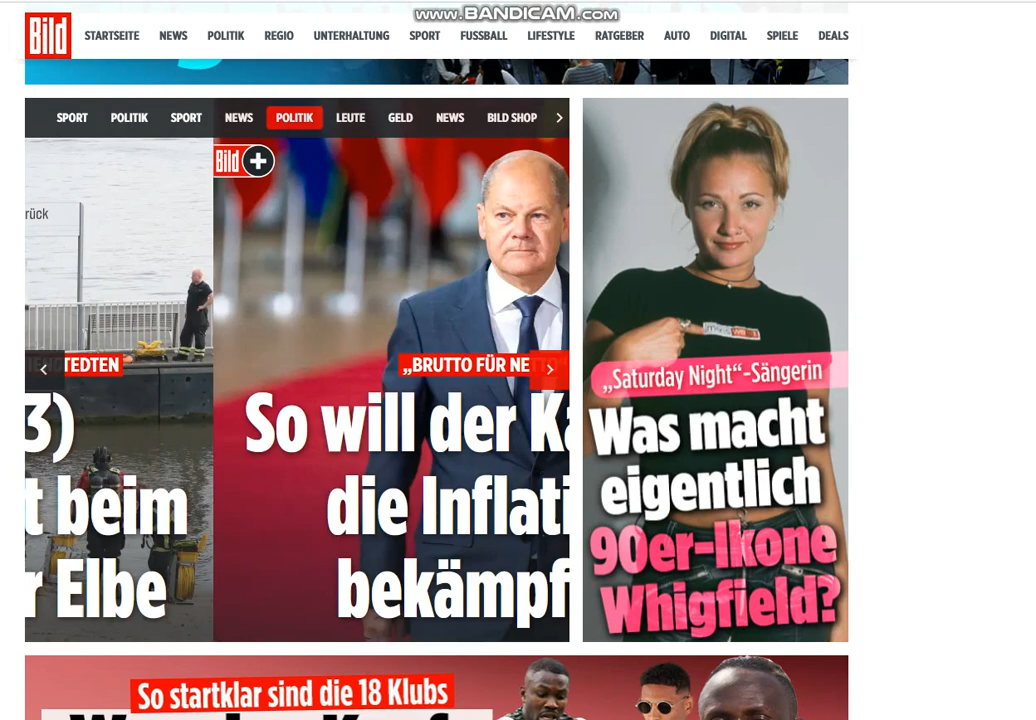 www.BANDICAM.com
Bild
STARTSEITE NEWS POLITIK REGIO UNTERHALTUNG SPORT FUSSBALL LIFESTYLE RATGEBER AUTO DIGITAL SPIELE DEALS
SPORT POLITIK SPORT NEWS POLITIK LEUTE GELD NEWS BILD SHOP
Bild +
rück
TEDTEN
3)
t beim
r Elbe
„BRUTTO FÜR NETTO“
So will der Ka
die Inflati
bekämpf
„Saturday Night“-Sängerin
Was macht
eigentlich
90er-Ikone
Whigfield?
So startklar sind die 18 Klubs